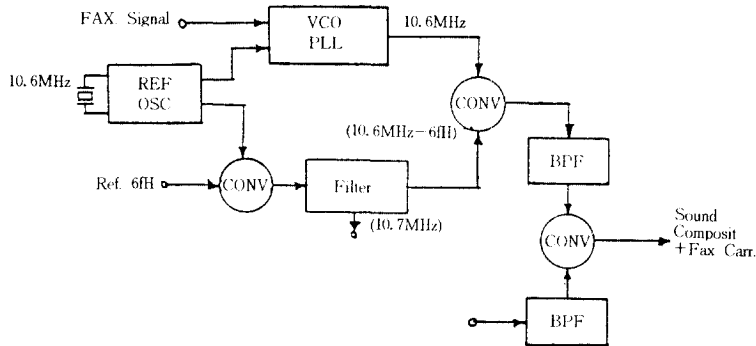 FAX. Signal
VCO
PLL
10.6MHz
10.6MHz
REF
OSC
CONV
(10.6MHz-6fH)
BPF
Ref. 6fH
CONV
Filter
(10.7MHz)
CONV
Sound
Composit
+Fax Carr.
BPF